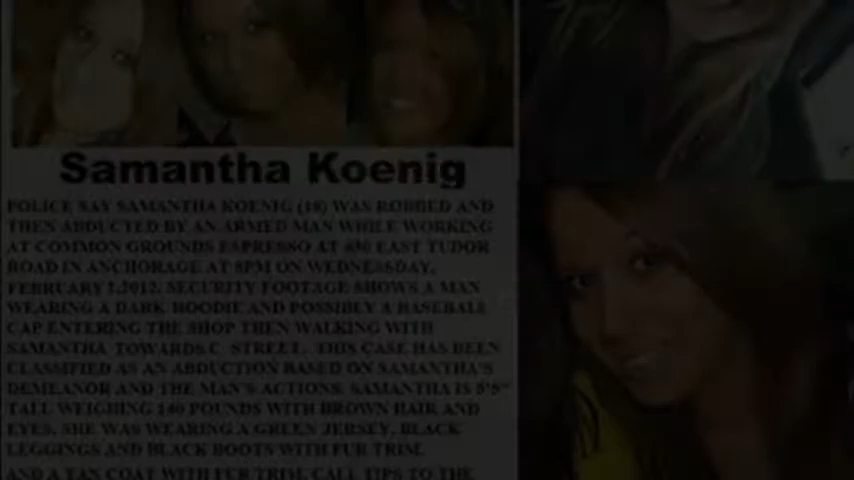 Samantha Koenig
POLICE SAY SAMANTHA KOENIG (18) WAS ROBBED AND
THEN ABDUCTED BY AN ARMED MAN WHILE WORKING
AT COMMON GROUNDS ESPRESSO AT 630 EAST TUDOR
ROAD IN ANCHORAGE AT 8PM ON WEDNESDAY,
FEBRUARY 1,2012. SECURITY FOOTAGE SHOWS A MAN
WEARING A DARK HOODIE AND POSSIBLY A BASEBALL
CAP ENTERING THE SHOP THEN WALKING WITH
SAMANTHA TOWARDS C STREET. THIS CASE HAS BEEN
CLASSIFIED AS AN ABDUCTION BASED ON SAMANTHA'S
DEMEANOR AND THE MAN'S ACTIONS. SAMANTHA IS 5'5"
TALL WEIGHING 140 POUNDS WITH BROWN HAIR AND
EYES. SHE WAS WEARING A GREEN JERSEY, BLACK
LEGGINGS AND BLACK BOOTS WITH FUR TRIM.
AND A TAN COAT WITH FUR TRIM. CALL TIPS TO THE